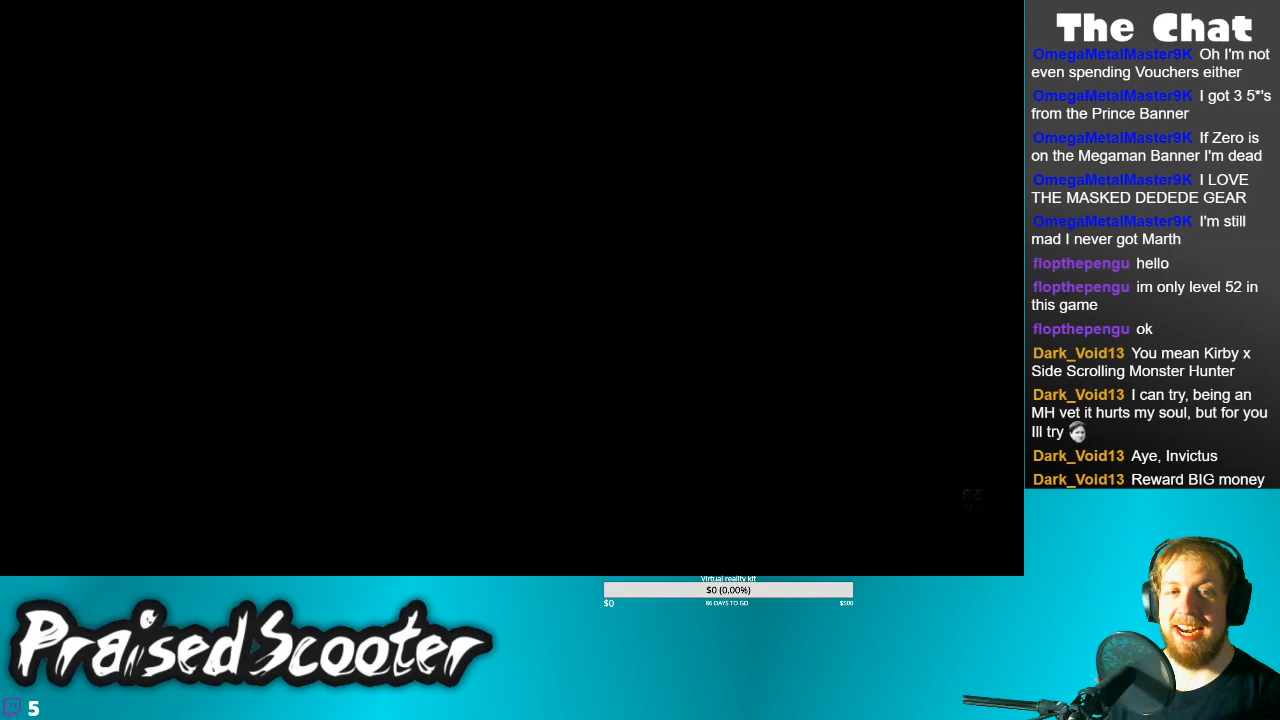 The Chat
OmegaMetalMaster9K Oh I'm not
even spending Vouchers either
OmegaMetalMaster9K I got 3 5*'s
from the Prince Banner
OmegaMetalMaster9K If Zero is
on the Megaman Banner I'm dead
OmegaMetalMaster9K I LOVE
THE MASKED DEDEDE GEAR
OmegaMetalMaster9K I'm still
mad I never got Marth
flopthepengu hello
flopthepengu im only level 52 in
this game
flopthepengu ok
Dark_Void13 You mean Kirby x
Side Scrolling Monster Hunter
Dark_Void13 I can try, being an
MH vet it hurts my soul, but for you
Ill try
Dark_Void13 Aye, Invictus
Dark_Void13 Reward BIG money
Virtual reality kit
$0 (0.00%)
$0 86 DAYS TO GO $500
PraisedScooter
5